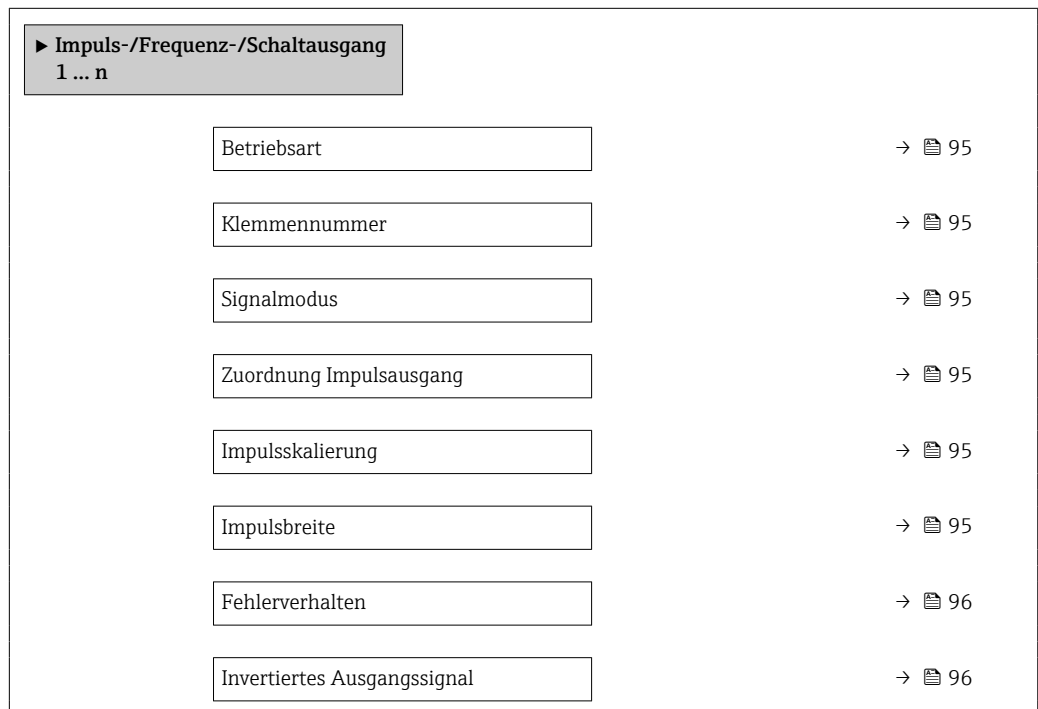 ▶ Impuls-/Frequenz-/Schaltausgang
1 ... n
Betriebsart → 95
Klemmennummer → 95
Signalmodus → 95
Zuordnung Impulsausgang → 95
Impulsskalierung → 95
Impulsbreite → 95
Fehlerverhalten → 96
Invertiertes Ausgangssignal → 96